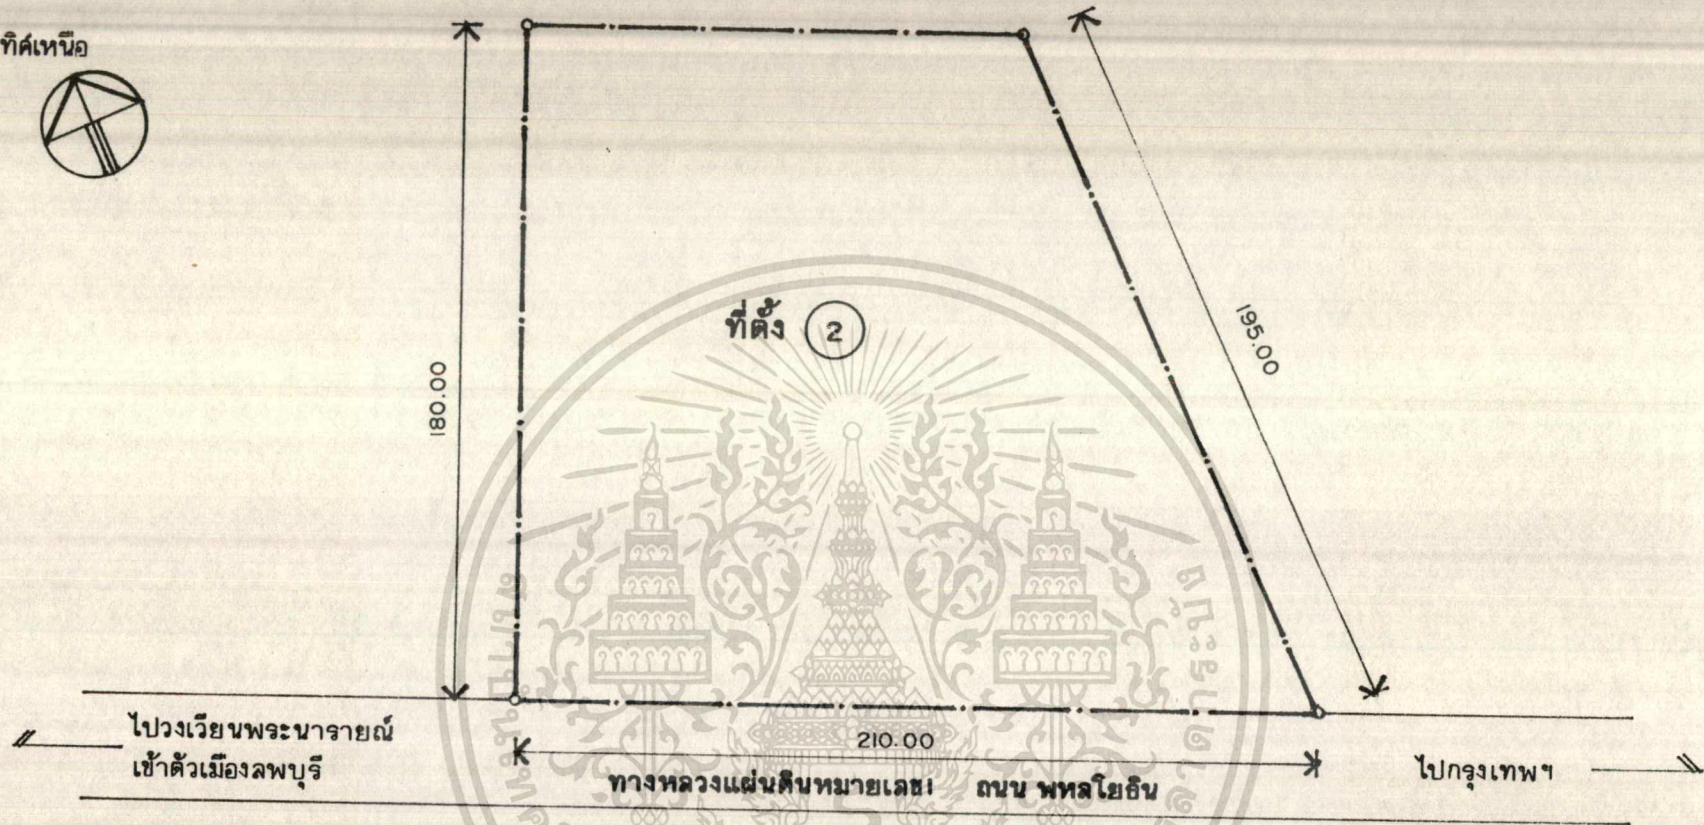 ทิศเหนือ
ที่ตั้ง 2
180.00
195.00
210.00
ไปวงเวียนพระนารายณ์
เข้าตัวเมืองลพบุรี
ทางหลวงแผ่นดินหมายเลข1 ถนน พหลโยธิน
ไปกรุงเทพฯ